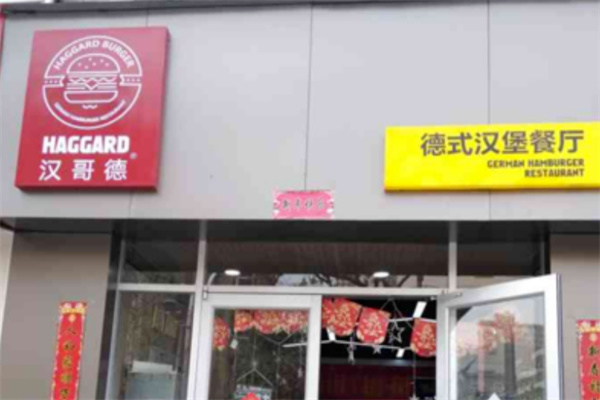 HAGGARD BURGER
HAGGARD®
汉哥德
德式汉堡餐厅
GERMAN HAMBURGER
RESTAURANT